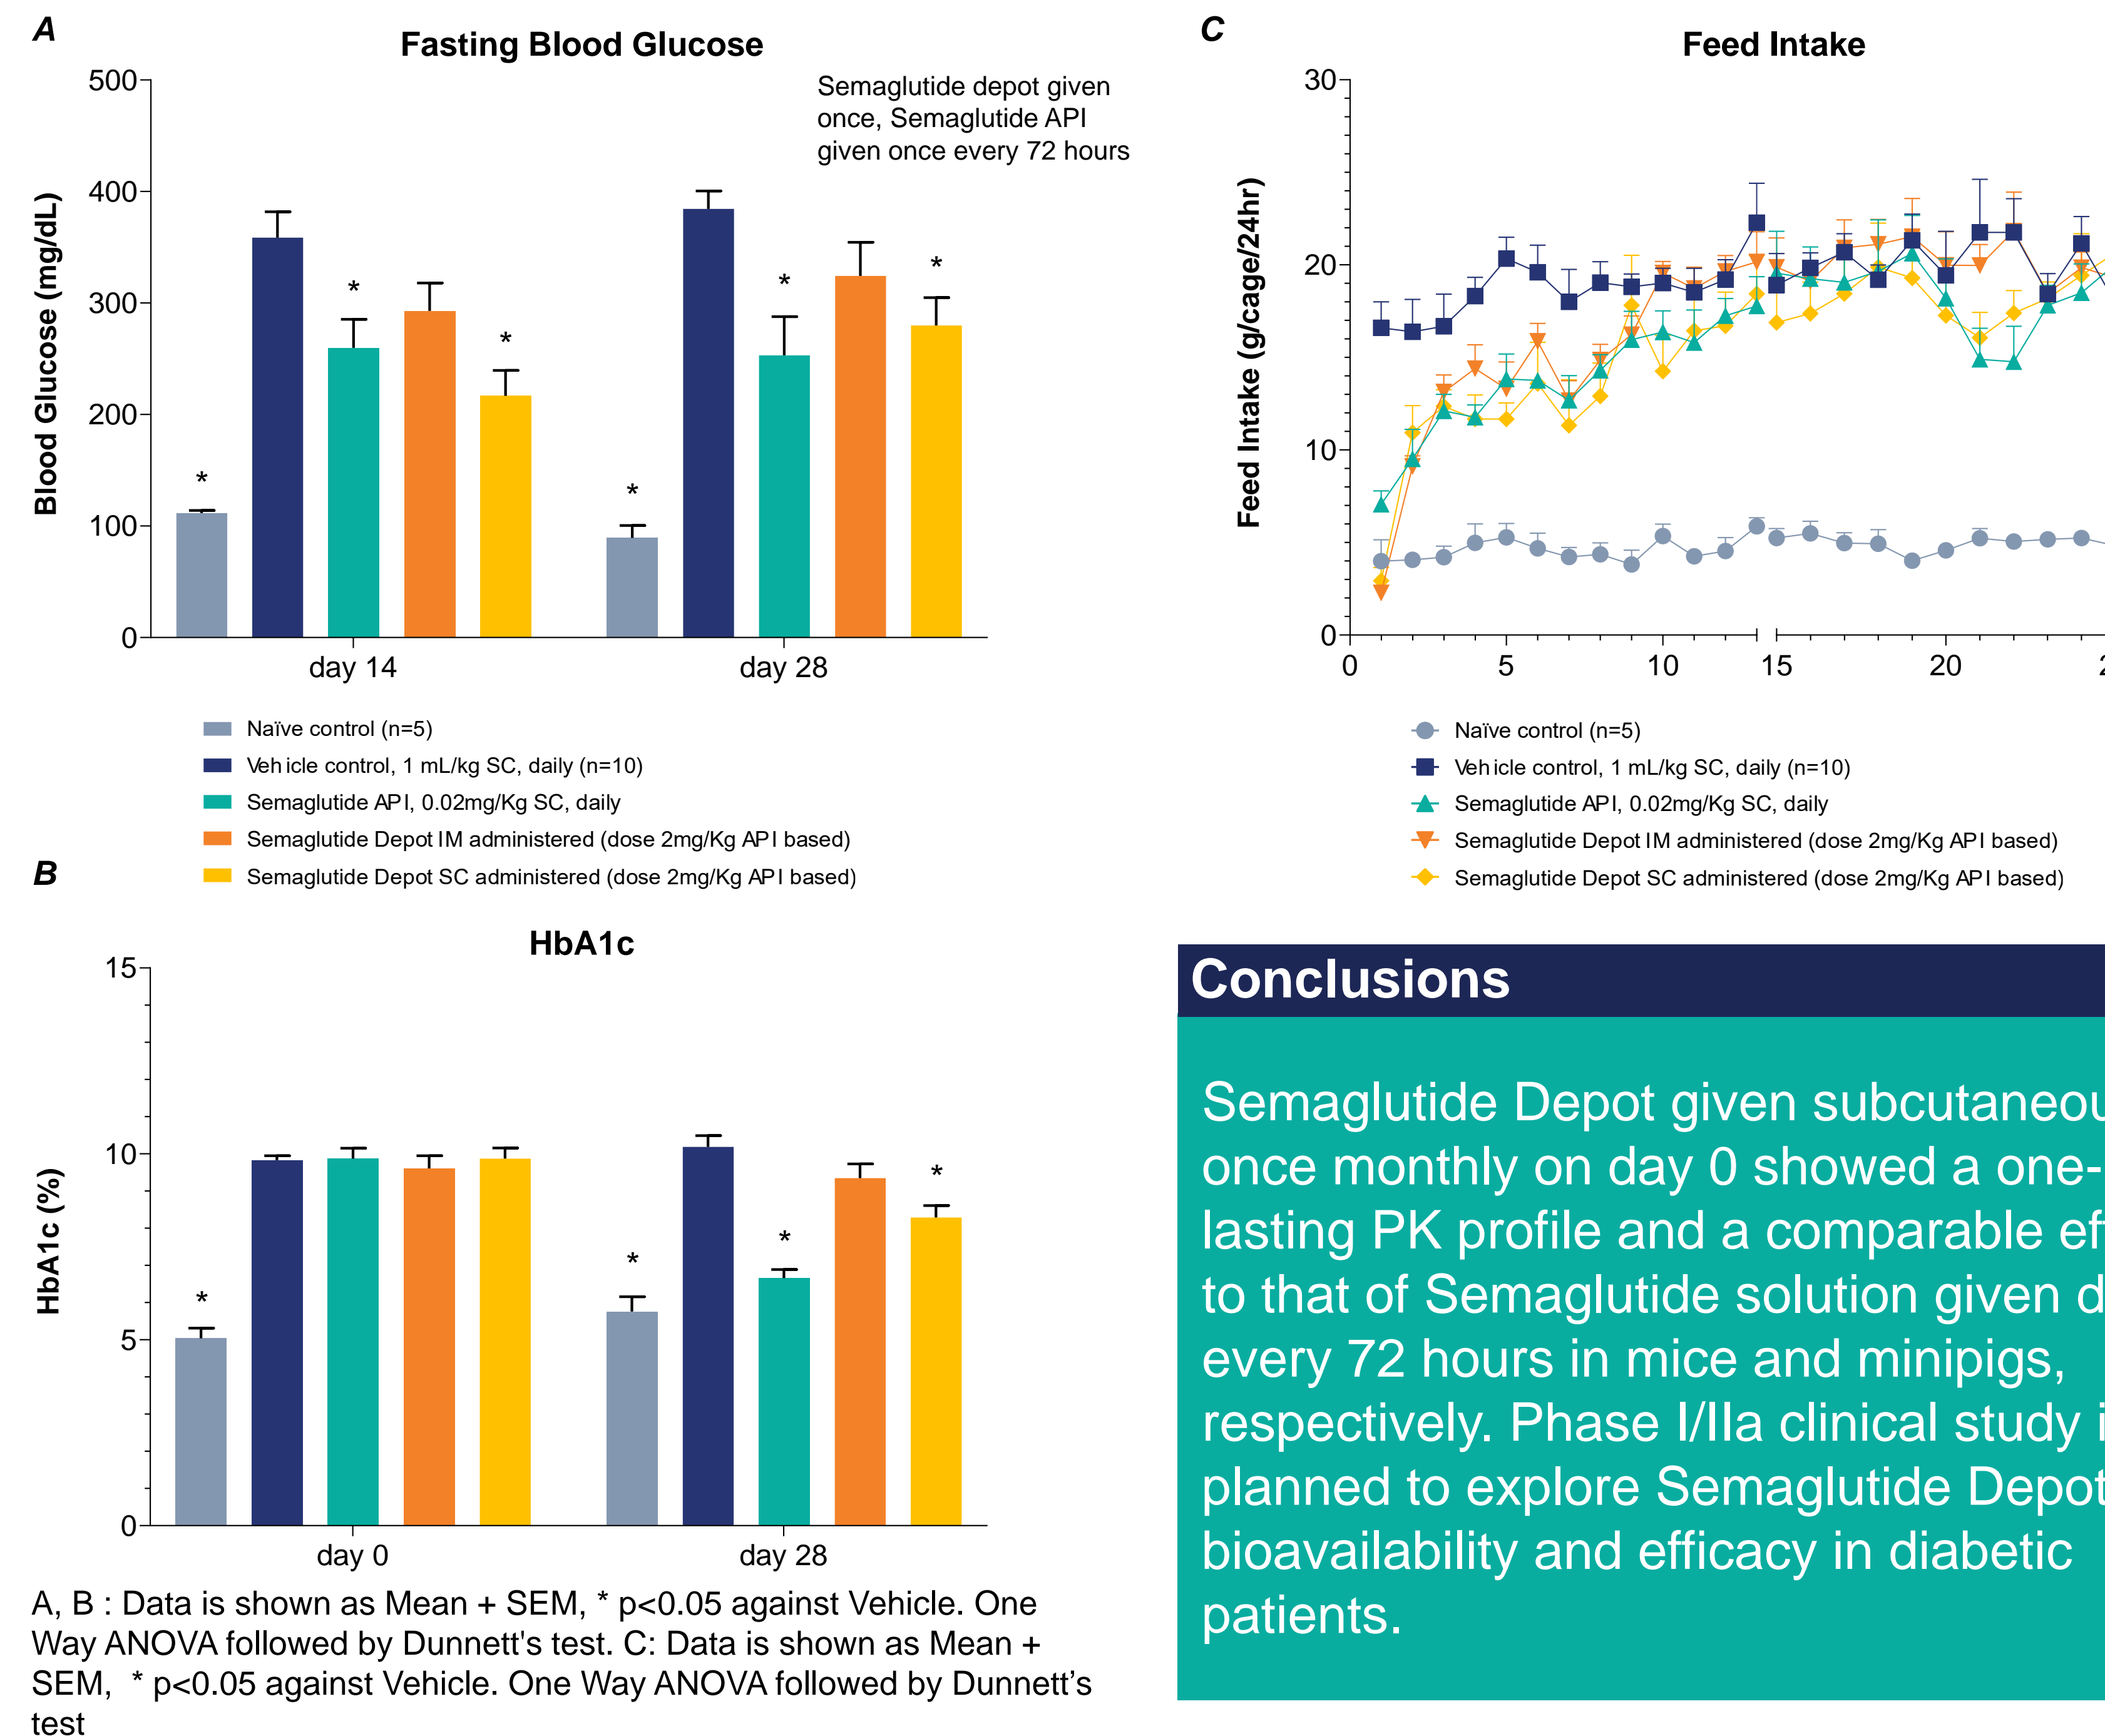 A
Fasting Blood Glucose
Semaglutide depot given
once, Semaglutide API
given once every 72 hours
Blood Glucose (mg/dL)
500
400
300
200
100
0
*
*
*
*
*
*
day 14
day 28
Naïve control (n=5)
Vehicle control, 1 mL/kg SC, daily (n=10)
Semaglutide API, 0.02mg/Kg SC, daily
Semaglutide Depot IM administered (dose 2mg/Kg API based)
Semaglutide Depot SC administered (dose 2mg/Kg API based)
B
HbA1c
HbA1c (%)
15
10
5
0
*
*
*
*
day 0
day 28
A, B : Data is shown as Mean + SEM, * p<0.05 against Vehicle. One
Way ANOVA followed by Dunnett's test. C: Data is shown as Mean +
SEM,  * p<0.05 against Vehicle. One Way ANOVA followed by Dunnett’s
test
C
Feed Intake
Feed Intake (g/cage/24hr)
30
20
10
0
0 5 10 15 20
Naïve control (n=5)
Vehicle control, 1 mL/kg SC, daily (n=10)
Semaglutide API, 0.02mg/Kg SC, daily
Semaglutide Depot IM administered (dose 2mg/Kg API based)
Semaglutide Depot SC administered (dose 2mg/Kg API based)
Conclusions
Semaglutide Depot given
once monthly on day 0 showed a one-
lasting PK profile and a comparable
to that of Semaglutide solution given
every 72 hours in mice and minipigs,
respectively. Phase I/IIa clinical study
planned to explore Semaglutide Depot
bioavailability and efficacy in diabetic
patients.